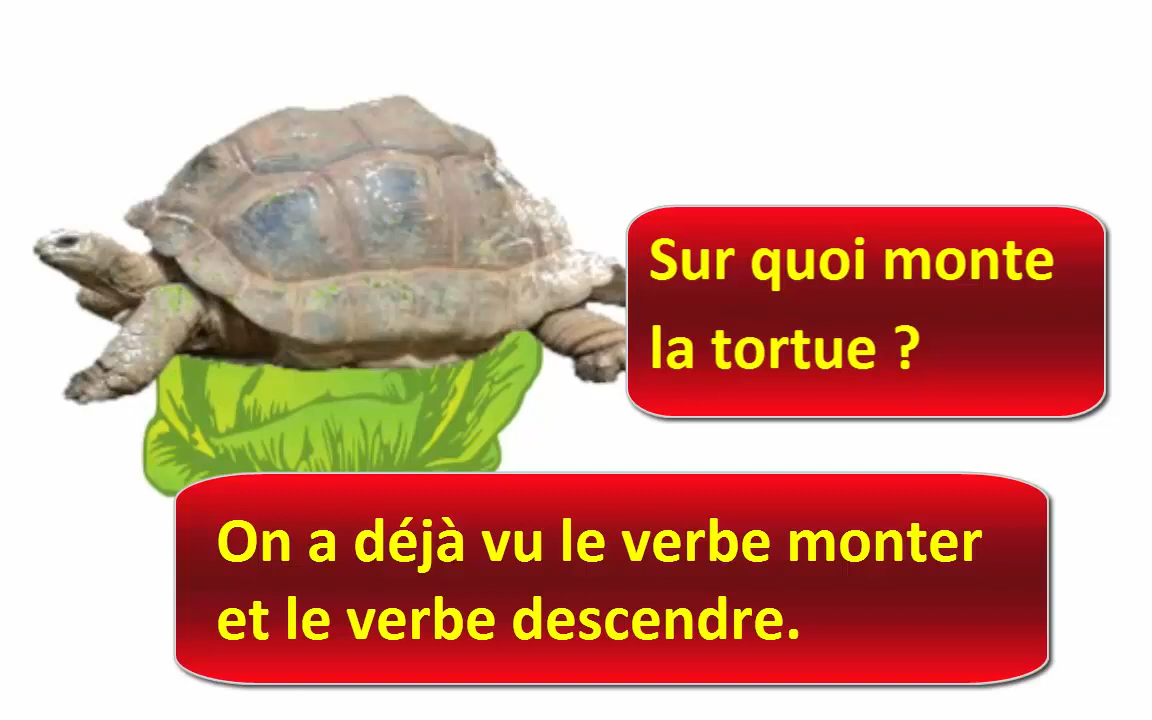 Sur quoi monte
la tortue ?
On a déjà vu le verbe monter
et le verbe descendre.